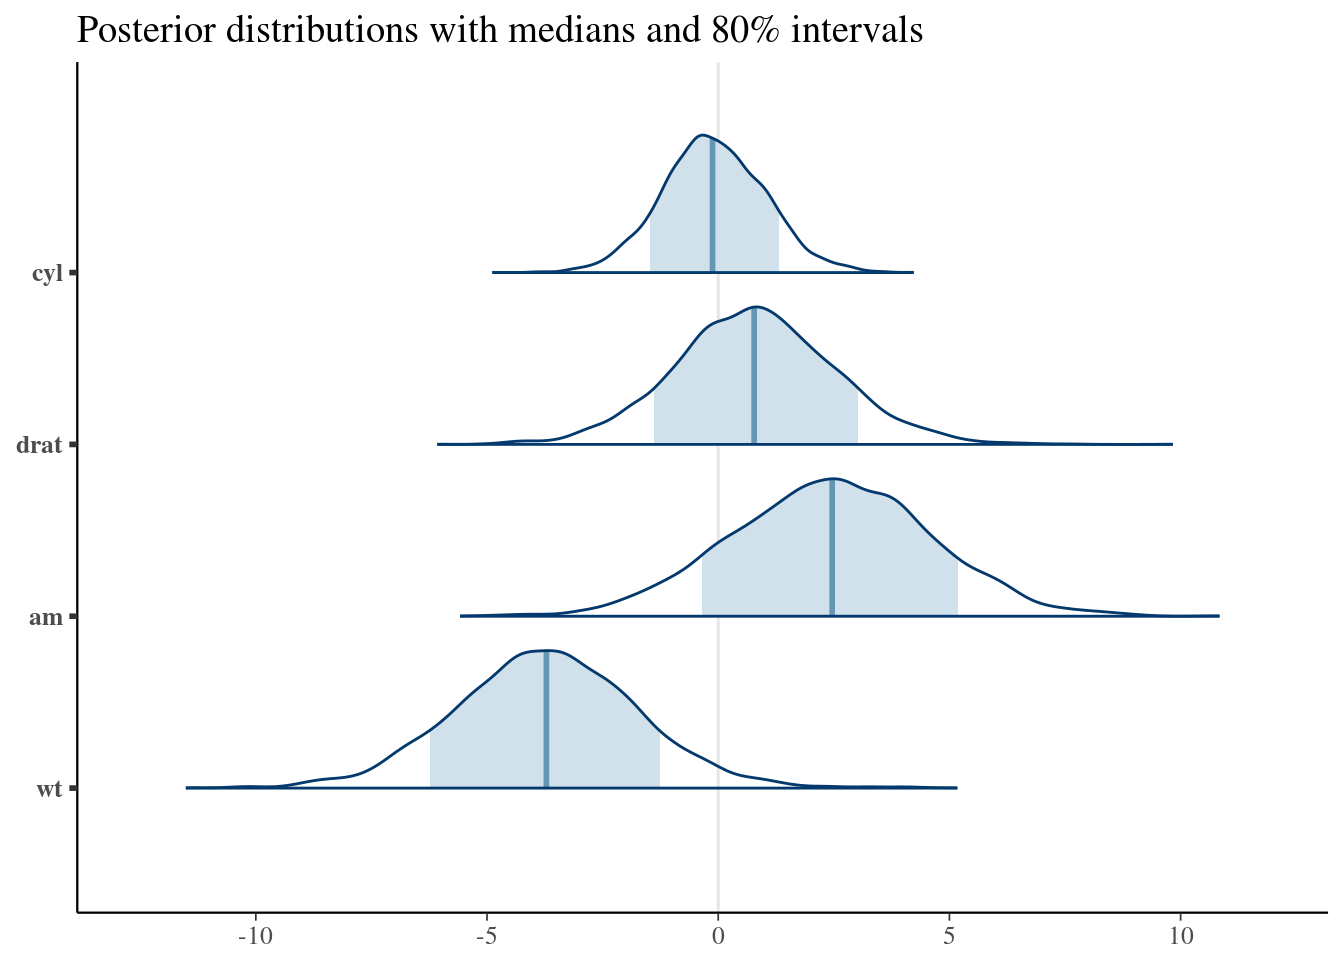 Posterior distributions with medians and 80% intervals
cyl
drat
am
wt
-10 -5 0 5 10